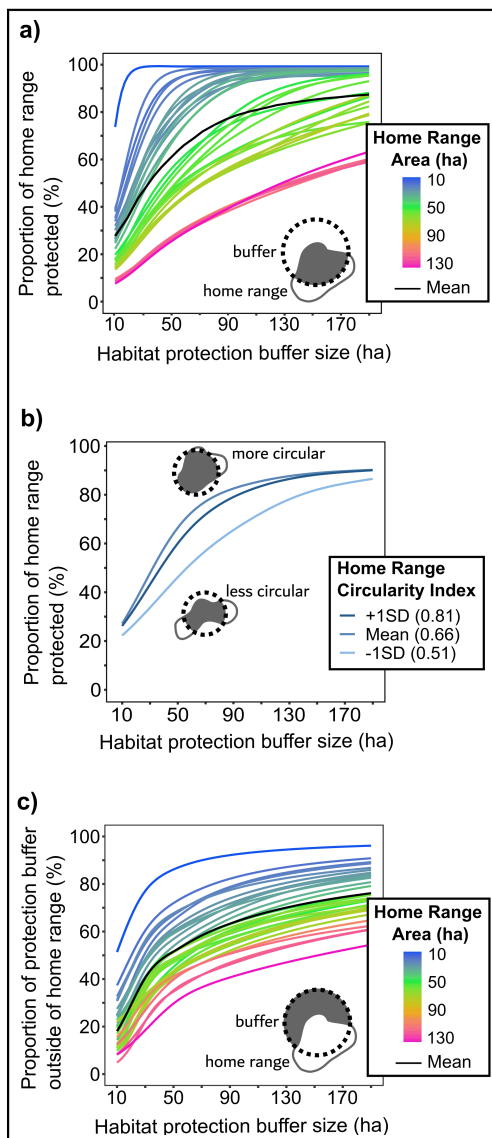 a)
Proportion of home range
protected (%)
100
80
60
40
20
0
10 50 90 130 170
Habitat protection buffer size (ha)
buffer
home range
Home Range
Area (ha)
10
50
90
130
Mean
b)
Proportion of home range
protected (%)
100
80
60
40
20
0
10 50 90 130 170
Habitat protection buffer size (ha)
more circular
less circular
Home Range
Circularity Index
+1SD (0.81)
Mean (0.66)
-1SD (0.51)
c)
Proportion of protection buffer
outside of home range (%)
100
80
60
40
20
0
10 50 90 130 170
Habitat protection buffer size (ha)
buffer
home range
Home Range
Area (ha)
10
50
90
130
Mean